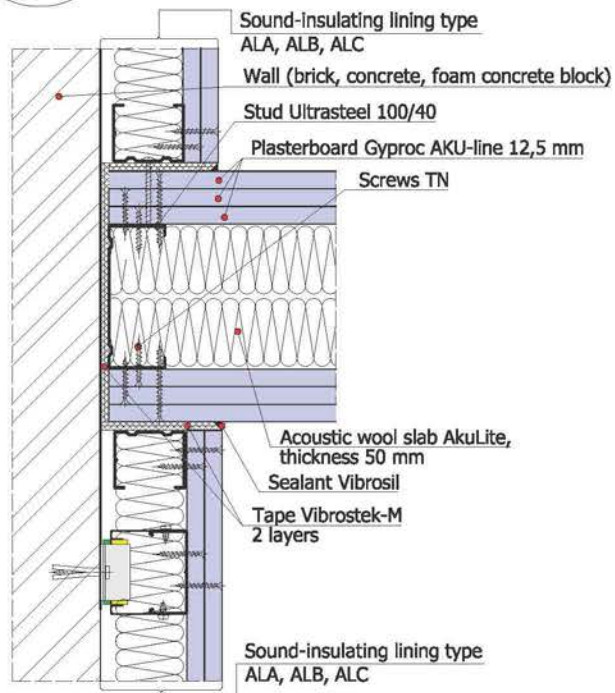 Sound-insulating lining type
ALA, ALB, ALC
Wall (brick, concrete, foam concrete block)
Stud Ultrasteel 100/40
Plasterboard Gyproc AKU-line 12,5 mm
Screws TN
Acoustic wool slab AkuLite,
thickness 50 mm
Sealant Vibrosil
Tape Vibrostek-M
2 layers
Sound-insulating lining type
ALA, ALB, ALC